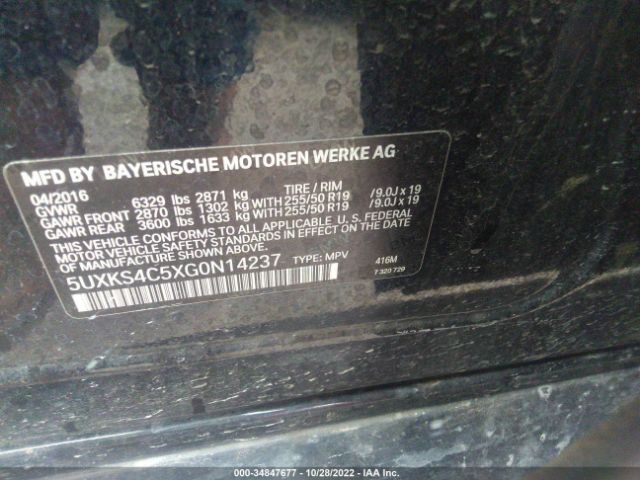 MFD BY BAYERISCHE MOTOREN WERKE AG
04/2016 TIRE / RIM
GVWR 6329 lbs 2871 kg
GAWR FRONT 2870 lbs 1302 kg WITH 255/50 R19 /9.0J x 19
GAWR REAR 3600 lbs 1633 kg WITH 255/50 R19 /9.0J x 19
THIS VEHICLE CONFORMS TO ALL APPLICABLE U.S. FEDERAL
MOTOR VEHICLE SAFETY STANDARDS IN EFFECT ON THE DATE
OF MANUFACTURE SHOWN ABOVE.
5UXKS4C5XG0N14237 TYPE: MPV 416M
T 320 729
000-34847677 - 10/28/2022 - IAA Inc.